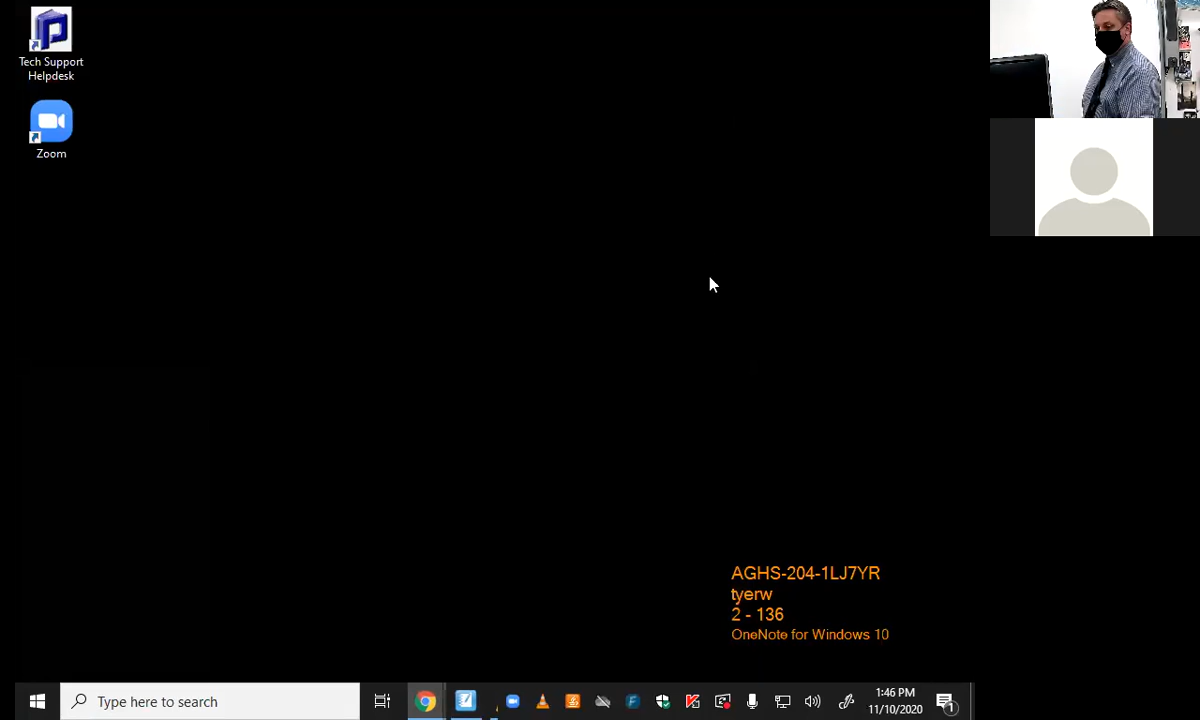 Tech Support
Helpdesk
Zoom
AGHS-204-1LJ7YR
tyerw
2 - 136
OneNote for Windows 10
Type here to search
1:46 PM
11/10/2020
1